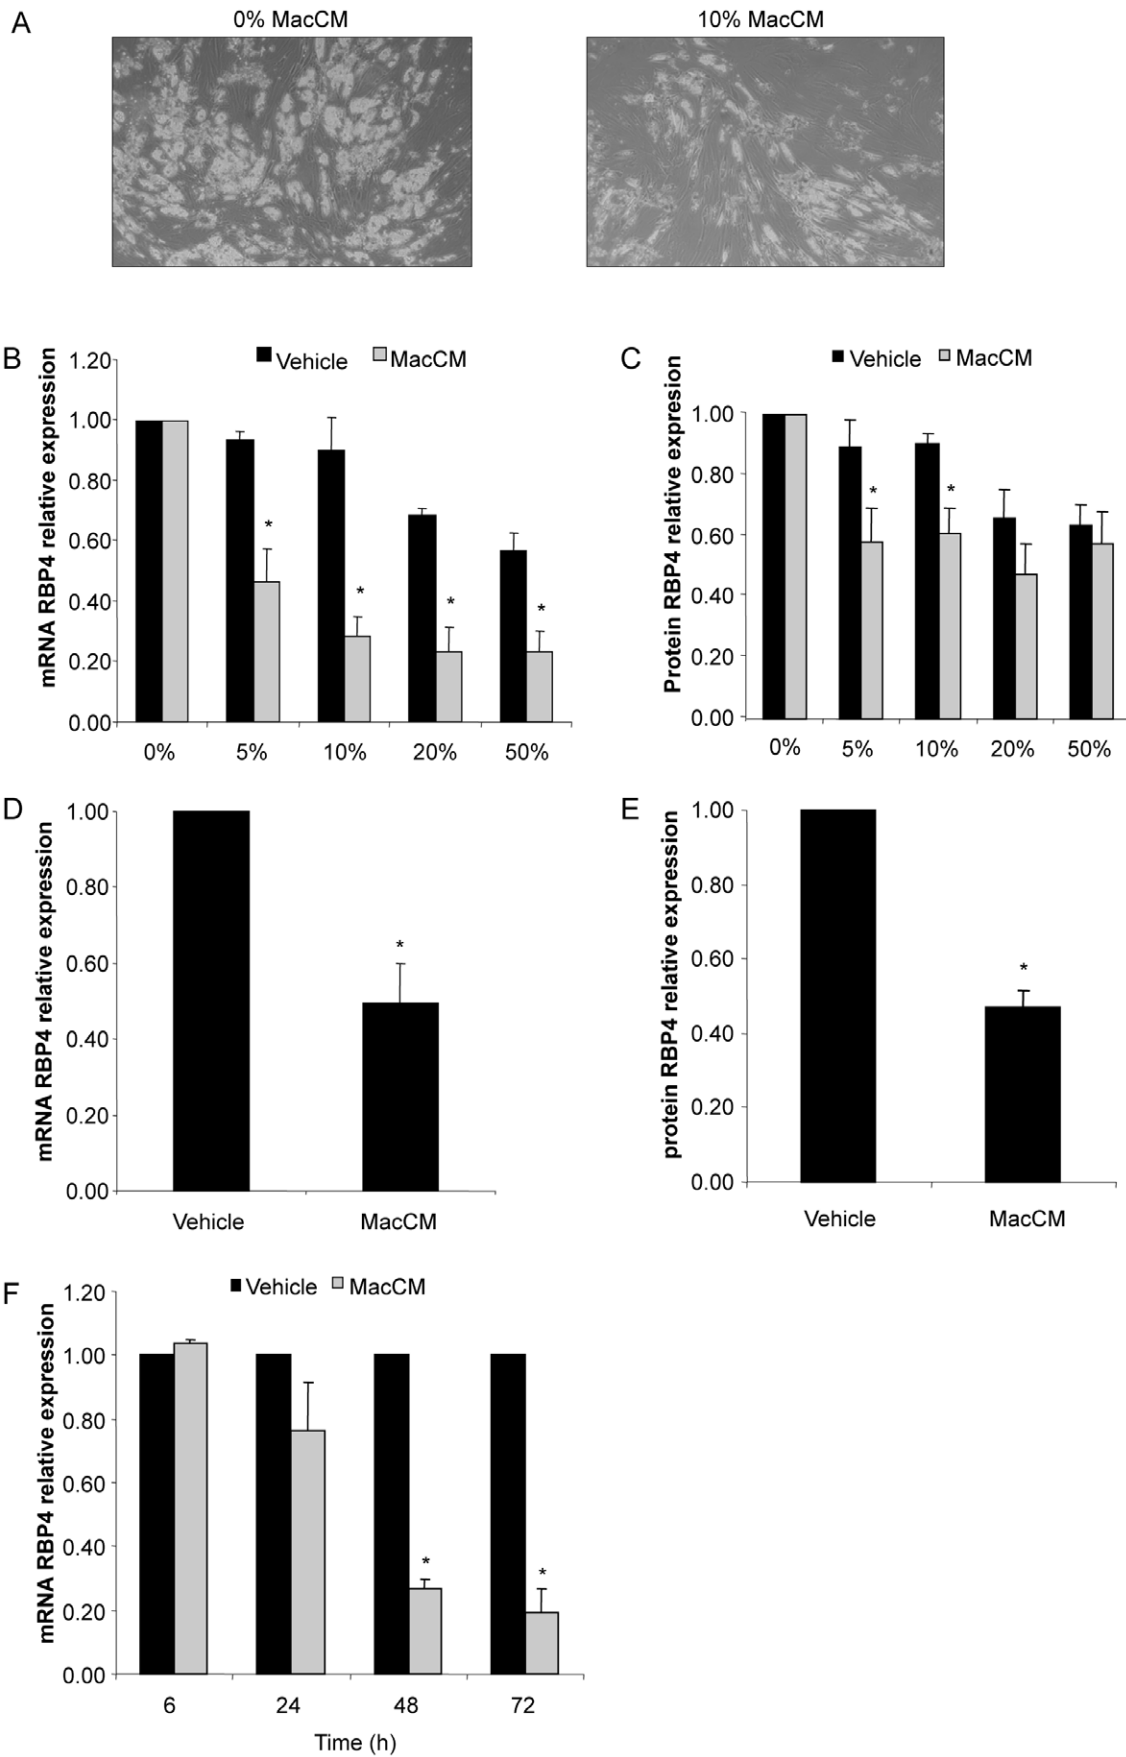 A
0% MacCM
10% MacCM
B
mRNA RBP4 relative expression
Vehicle
MacCM
1.20
1.00
0.80
0.60
0.40
0.20
0.00
*
*
*
*
0%
5%
10%
20%
50%
C
Protein RBP4 relative expresion
Vehicle
MacCM
1.00
0.80
0.60
0.40
0.20
0.00
*
*
0%
5%
10%
20%
50%
D
mRNA RBP4 relative expression
1.00
0.80
0.60
0.40
0.20
0.00
*
Vehicle
MacCM
E
protein RBP4 relative expression
1.00
0.80
0.60
0.40
0.20
0.00
*
Vehicle
MacCM
F
mRNA RBP4 relative expression
Vehicle
MacCM
1.20
1.00
0.80
0.60
0.40
0.20
0.00
*
*
6
24
48
72
Time (h)